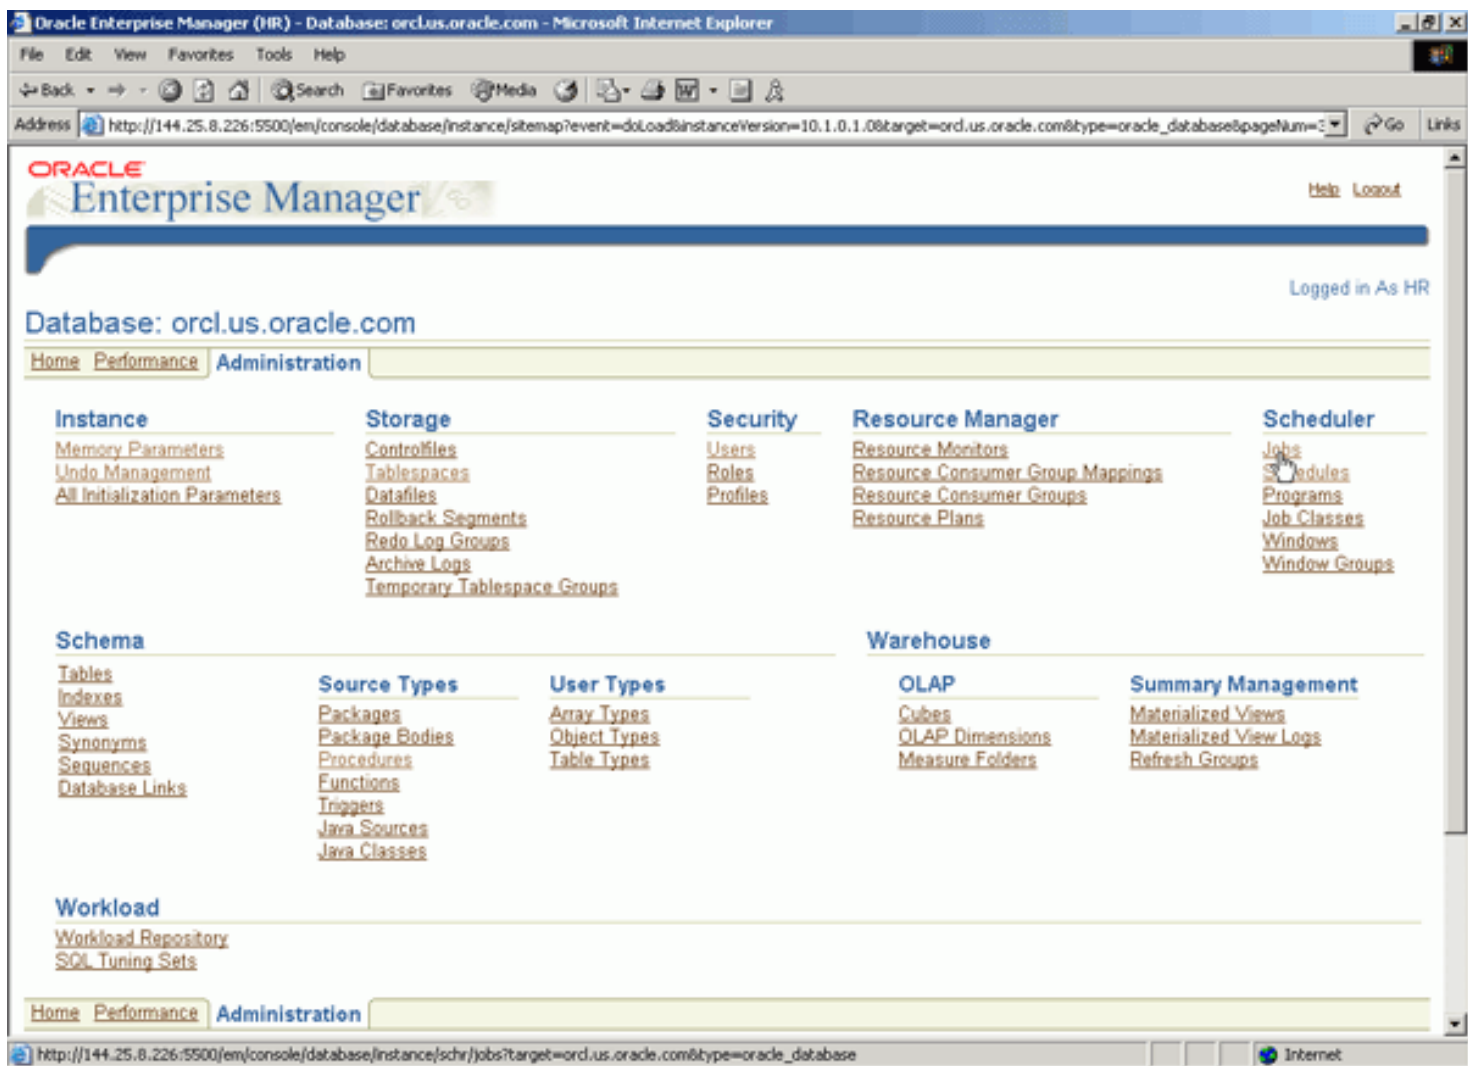 Oracle Enterprise Manager (HR) - Database: orcl.us.oracle.com - Microsoft Internet Explorer
File Edit View Favorites Tools Help
Back Search Favorites Media
Address http://144.25.8.226:5500/em/console/database/instance/sitemap?event=doLoad&instanceVersion=10.1.0.1.0&target=orcl.us.oracle.com&type=oracle_database&pageNum=3 Go Links
ORACLE
Enterprise Manager
Help Logout
Logged in As HR
Database: orcl.us.oracle.com
Home Performance Administration
Instance
Memory Parameters
Undo Management
All Initialization Parameters
Storage
Controlfiles
Tablespaces
Datafiles
Rollback Segments
Redo Log Groups
Archive Logs
Temporary Tablespace Groups
Security
Users
Roles
Profiles
Resource Manager
Resource Monitors
Resource Consumer Group Mappings
Resource Consumer Groups
Resource Plans
Scheduler
Jobs
Schedules
Programs
Job Classes
Windows
Window Groups
Schema
Tables
Indexes
Views
Synonyms
Sequences
Database Links
Source Types
Packages
Package Bodies
Procedures
Functions
Triggers
Java Sources
Java Classes
User Types
Array Types
Object Types
Table Types
Warehouse
OLAP
Cubes
OLAP Dimensions
Measure Folders
Summary Management
Materialized Views
Materialized View Logs
Refresh Groups
Workload
Workload Repository
SQL Tuning Sets
Home Performance Administration
http://144.25.8.226:5500/em/console/database/instance/schr/jobs?target=orcl.us.oracle.com&type=oracle_database Internet